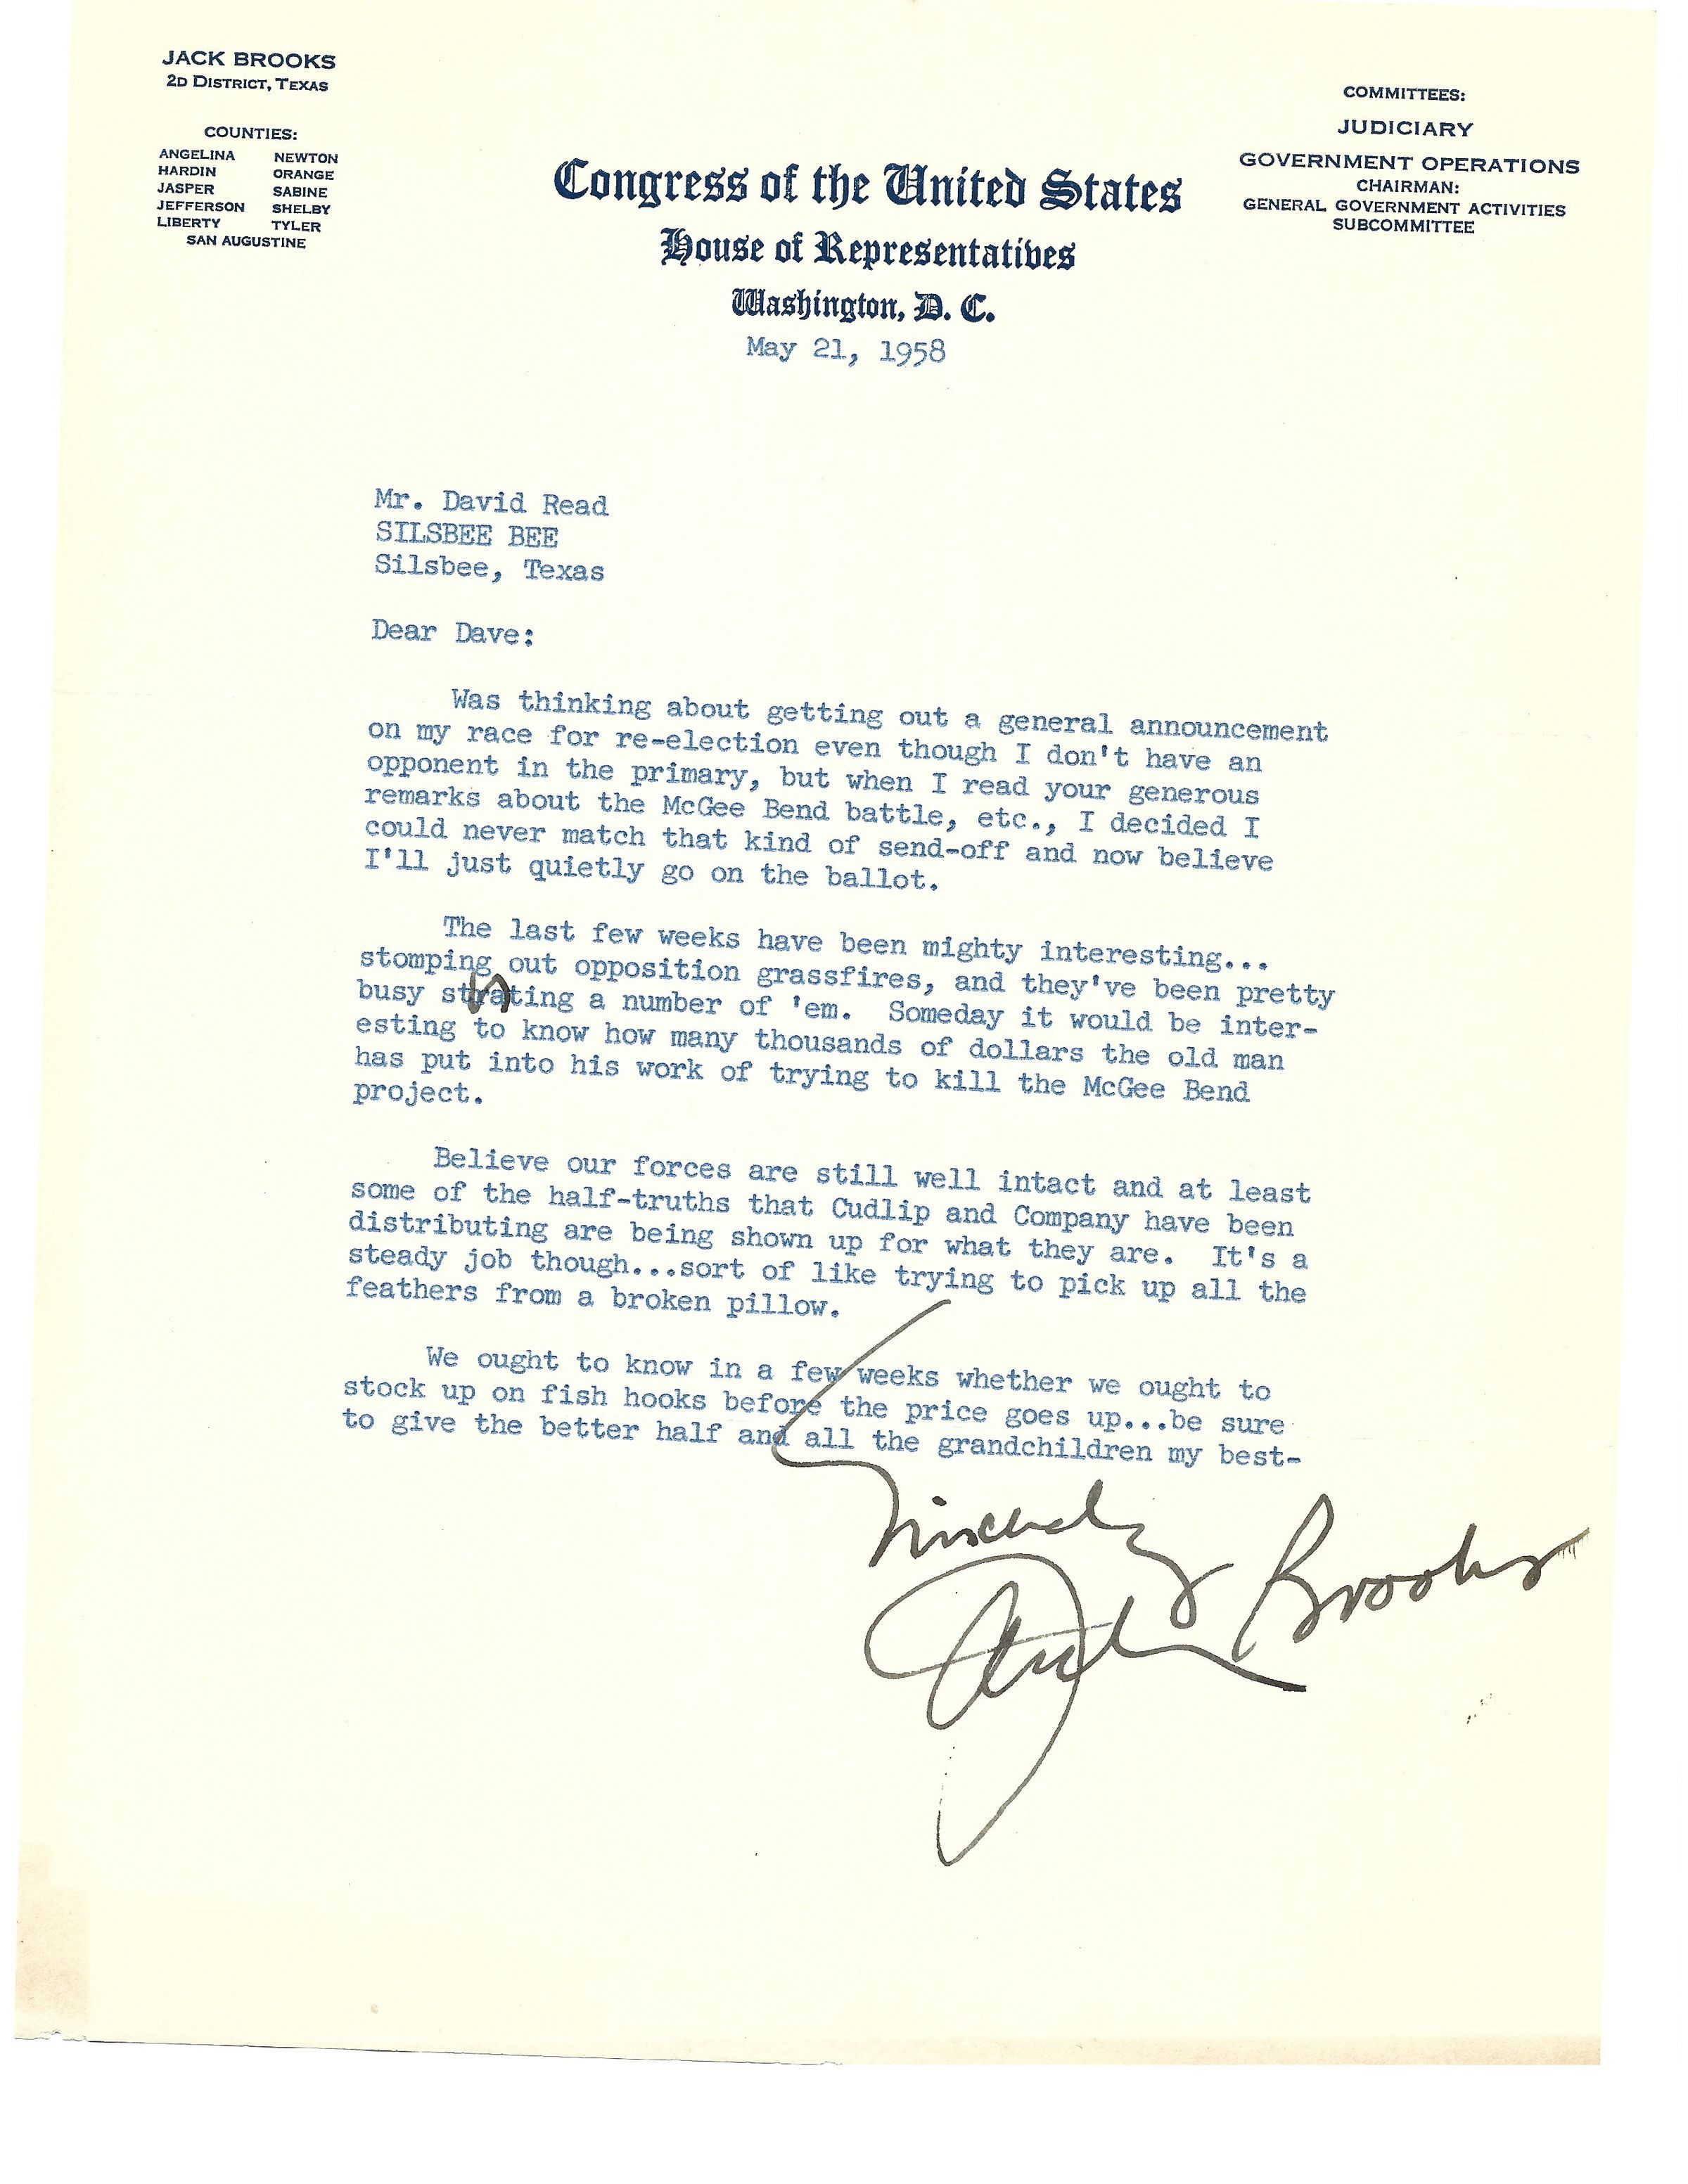 JACK BROOKS
2D DISTRICT, TEXAS
COUNTIES:
ANGELINA NEWTON
HARDIN ORANGE
JASPER SABINE
JEFFERSON SHELBY
LIBERTY TYLER
SAN AUGUSTINE
COMMITTEES:
JUDICIARY
GOVERNMENT OPERATIONS
CHAIRMAN:
GENERAL GOVERNMENT ACTIVITIES
SUBCOMMITTEE
Congress of the United States
House of Representatives
Washington, D. C.
May 21, 1958
Mr. David Read
SILSBEE BEE
Silsbee, Texas
Dear Dave:
Was thinking about getting out a general announcement
on my race for re-election even though I don't have an
opponent in the primary, but when I read your generous
remarks about the McGee Bend battle, etc., I decided I
could never match that kind of send-off and now believe
I'll just quietly go on the ballot.
The last few weeks have been mighty interesting...
stomping out opposition grassfires, and they've been pretty
busy strating a number of 'em. Someday it would be inter-
esting to know how many thousands of dollars the old man
has put into his work of trying to kill the McGee Bend
project.
Believe our forces are still well intact and at least
some of the half-truths that Cudlip and Company have been
distributing are being shown up for what they are. It's a
steady job though...sort of like trying to pick up all the
feathers from a broken pillow.
We ought to know in a few weeks whether we ought to
stock up on fish hooks before the price goes up...be sure
to give the better half and all the grandchildren my best-
Sincerely
Jack Brooks